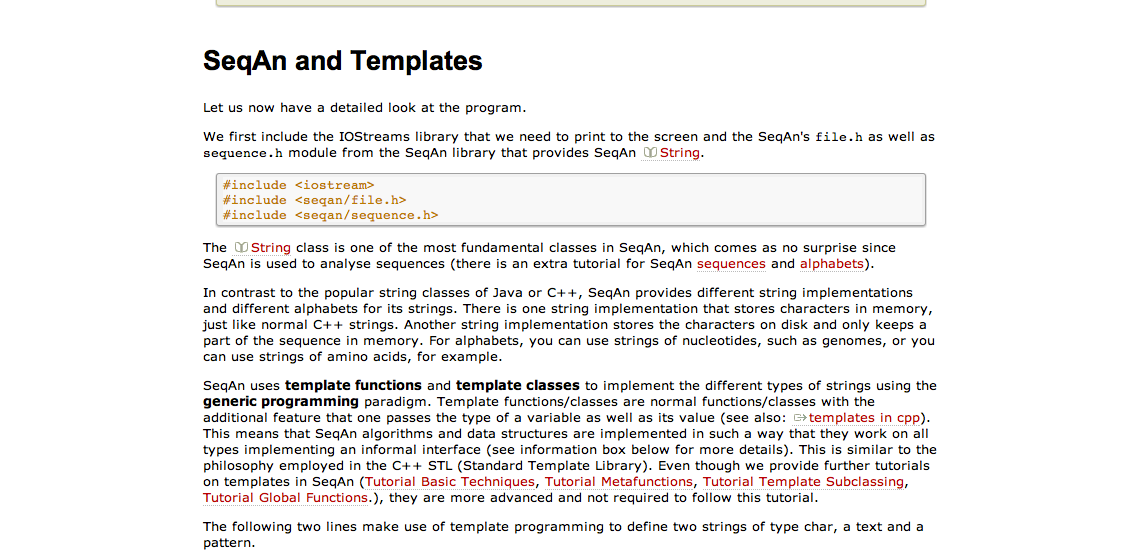 SeqAn and Templates
Let us now have a detailed look at the program.
We first include the IOStreams library that we need to print to the screen and the SeqAn's file.h as well as
sequence.h module from the SeqAn library that provides SeqAn String.
#include <iostream>
#include <seqan/file.h>
#include <seqan/sequence.h>
The String class is one of the most fundamental classes in SeqAn, which comes as no surprise since
SeqAn is used to analyse sequences (there is an extra tutorial for SeqAn sequences and alphabets).
In contrast to the popular string classes of Java or C++, SeqAn provides different string implementations
and different alphabets for its strings. There is one string implementation that stores characters in memory,
just like normal C++ strings. Another string implementation stores the characters on disk and only keeps a
part of the sequence in memory. For alphabets, you can use strings of nucleotides, such as genomes, or you
can use strings of amino acids, for example.
SeqAn uses template functions and template classes to implement the different types of strings using the
generic programming paradigm. Template functions/classes are normal functions/classes with the
additional feature that one passes the type of a variable as well as its value (see also: templates in cpp).
This means that SeqAn algorithms and data structures are implemented in such a way that they work on all
types implementing an informal interface (see information box below for more details). This is similar to the
philosophy employed in the C++ STL (Standard Template Library). Even though we provide further tutorials
on templates in SeqAn (Tutorial Basic Techniques, Tutorial Metafunctions, Tutorial Template Subclassing,
Tutorial Global Functions.), they are more advanced and not required to follow this tutorial.
The following two lines make use of template programming to define two strings of type char, a text and a
pattern.